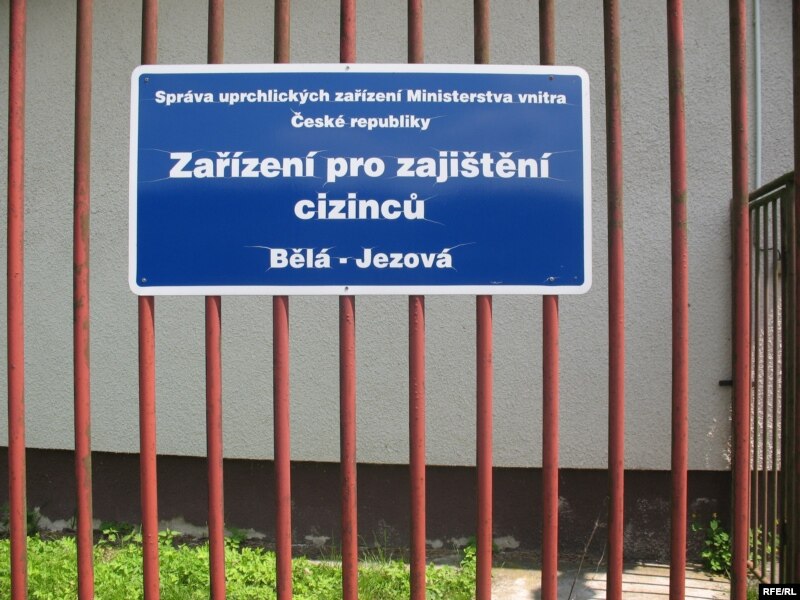 Správa uprchlických zařízení Ministerstva vnitra
České republiky
Zařízení pro zajištění
cizinců
Bělá - Jezová
RFE/RL